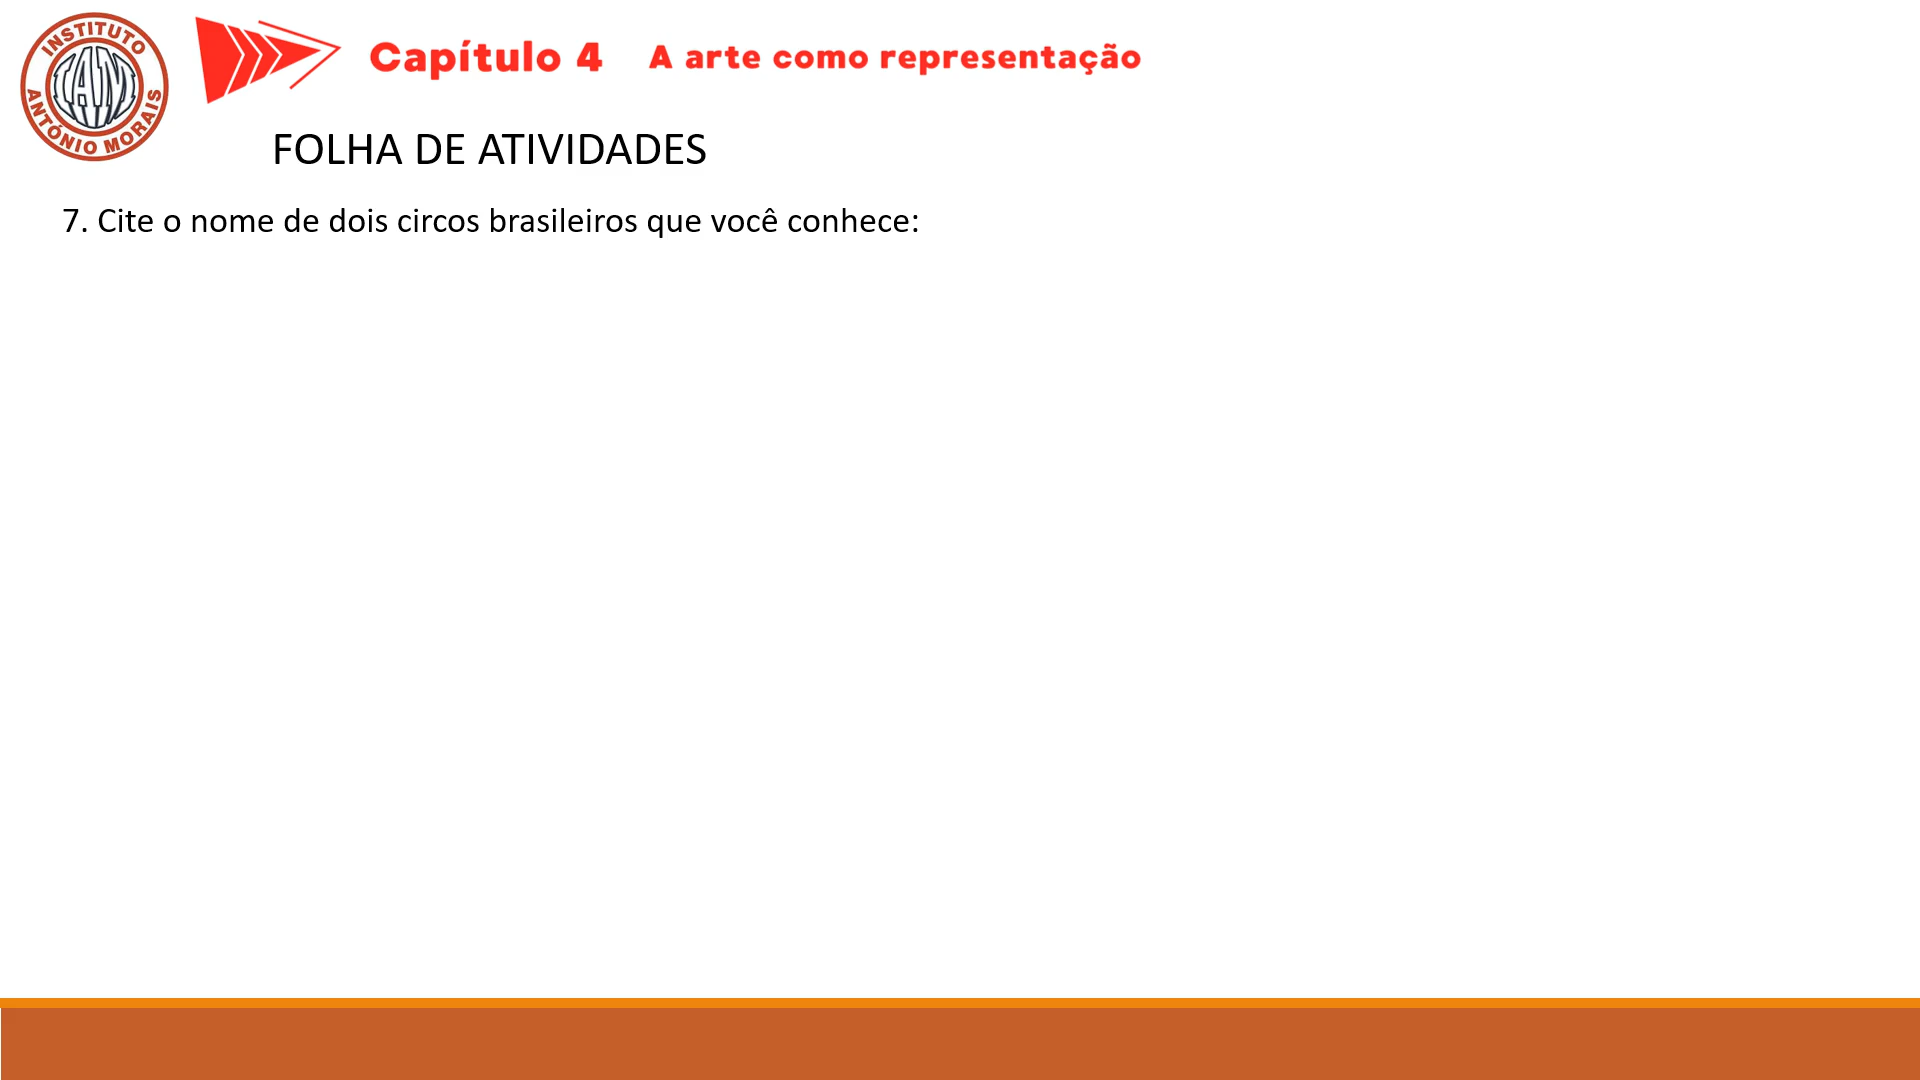 INSTITUTO
IAM
ANTÓNIO MORAIS
Capítulo 4 A arte como representação
FOLHA DE ATIVIDADES
7. Cite o nome de dois circos brasileiros que você conhece: